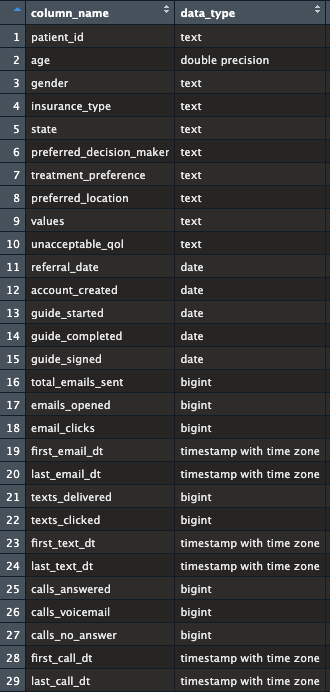 column_name data_type
1 patient_id text
2 age double precision
3 gender text
4 insurance_type text
5 state text
6 preferred_decision_maker text
7 treatment_preference text
8 preferred_location text
9 values text
10 unacceptable_qol text
11 referral_date date
12 account_created date
13 guide_started date
14 guide_completed date
15 guide_signed date
16 total_emails_sent bigint
17 emails_opened bigint
18 email_clicks bigint
19 first_email_dt timestamp with time zone
20 last_email_dt timestamp with time zone
21 texts_delivered bigint
22 texts_clicked bigint
23 first_text_dt timestamp with time zone
24 last_text_dt timestamp with time zone
25 calls_answered bigint
26 calls_voicemail bigint
27 calls_no_answer bigint
28 first_call_dt timestamp with time zone
29 last_call_dt timestamp with time zone